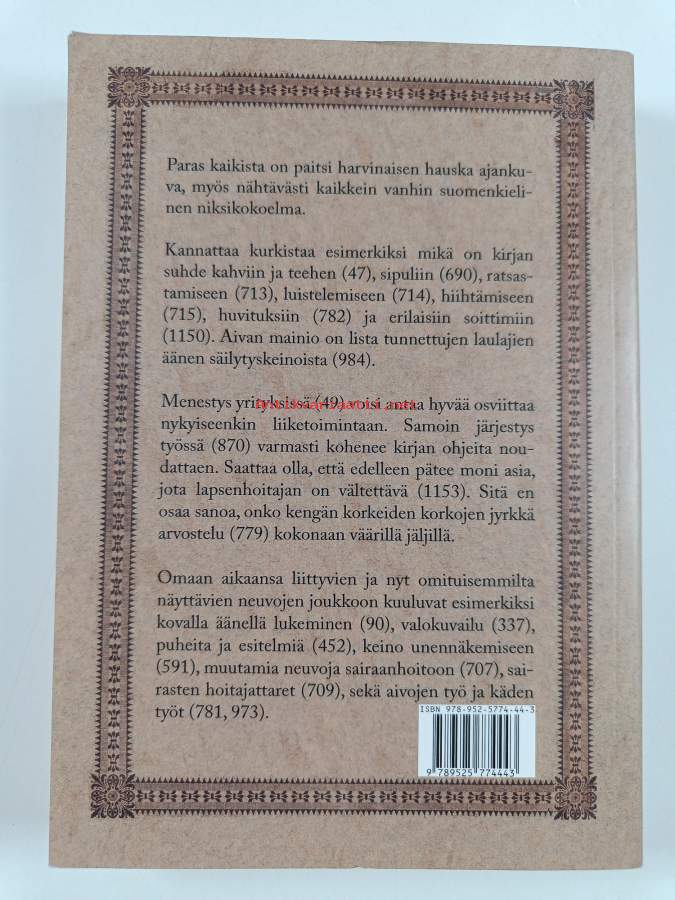 Paras kaikista on paitsi harvinaisen hauska ajanku-
va, myös nähtävästi kaikkein vanhin suomenkieli-
nen niksikokoelma.
Kannattaa kurkistaa esimerkiksi mikä on kirjan
suhde kahviin ja teehen (47), sipuliin (690), ratsas-
tamiseen (713), luistelemiseen (714), hiihtämiseen
(715), huvituksiin (782) ja erilaisiin soittimiin
(1150). Aivan mainio on lista tunnettujen laulajien
äänen säilytyskeinoista (984).
Menestys yrityksissä (49) voisi antaa hyvää osviittaa
nykyiseenkin liiketoimintaan. Samoin järjestys
työssä (870) varmasti kohenee kirjan ohjeita nou-
dattaen. Saattaa olla, että edelleen pätee moni asia,
jota lapsenhoitajan on vältettävä (1153). Sitä en
osaa sanoa, onko kengän korkeiden korkojen jyrkkä
arvostelu (779) kokonaan väärillä jäljillä.
Omaan aikaansa liittyvien ja nyt omituisemmilta
näyttävien neuvojen joukkoon kuuluvat esimerkiksi
kovalla äänellä lukeminen (90), valokuvailu (337),
puheita ja esitelmiä (452), keino unennäkemiseen
(591), muutamia neuvoja sairaanhoitoon (707), sai-
rasten hoitajattaret (709), sekä aivojen työ ja käden
työt (781, 973).
ISBN 978-952-5774-44-3
9 789525 774443